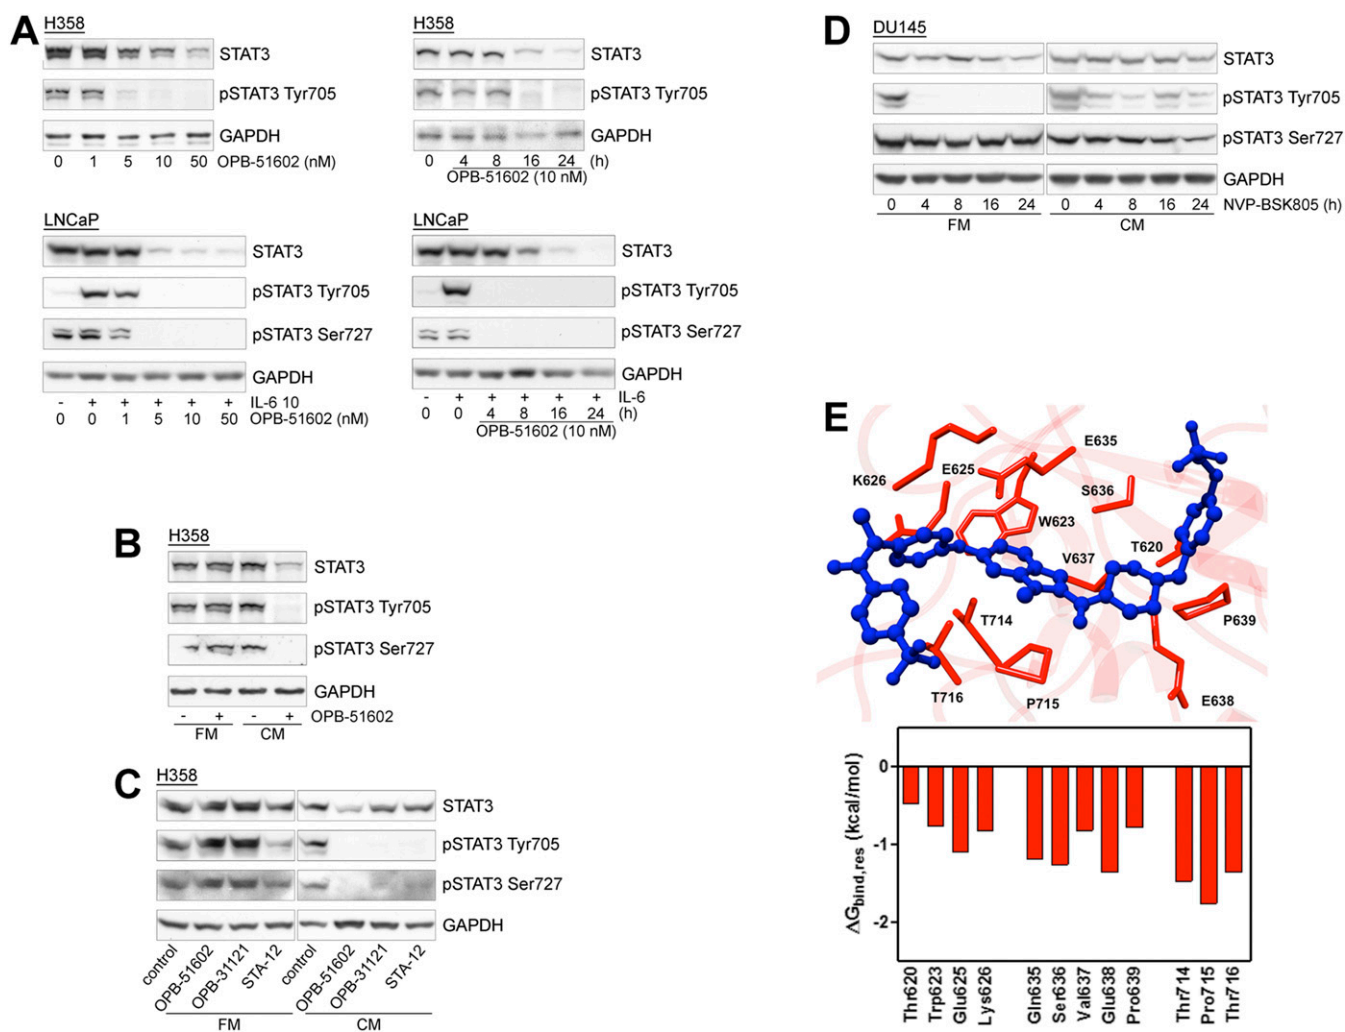 A
H358
STAT3
pSTAT3 Tyr705
GAPDH
0 1 5 10 50 OPB-51602 (nM)
H358
STAT3
pSTAT3 Tyr705
GAPDH
0 4 8 16 24 (h)
OPB-51602 (10 nM)
LNCaP
STAT3
pSTAT3 Tyr705
pSTAT3 Ser727
GAPDH
- + + + + + IL-6 10
0 0 1 5 10 50 OPB-51602 (nM)
LNCaP
STAT3
pSTAT3 Tyr705
pSTAT3 Ser727
GAPDH
- + + + + + IL-6
0 0 4 8 16 24 (h)
OPB-51602 (10 nM)
B
H358
STAT3
pSTAT3 Tyr705
pSTAT3 Ser727
GAPDH
- + - + OPB-51602
FM CM
C
H358
STAT3
pSTAT3 Tyr705
pSTAT3 Ser727
GAPDH
control OPB-51602 OPB-31121 STA-12 control OPB-51602 OPB-31121 STA-12
FM CM
D
DU145
STAT3
pSTAT3 Tyr705
pSTAT3 Ser727
GAPDH
0 4 8 16 24 0 4 8 16 24 NVP-BSK805 (h)
FM CM
E
E635
K626
E625
S636
W623
V637
T620
T714
P639
T716
P715
E638
0
-1
-2
ΔGbind,res (kcal/mol)
Thr620 Trp623 Glu625 Lys626 Gln635 Ser636 Val637 Glu638 Pro639 Thr714 Pro715 Thr716